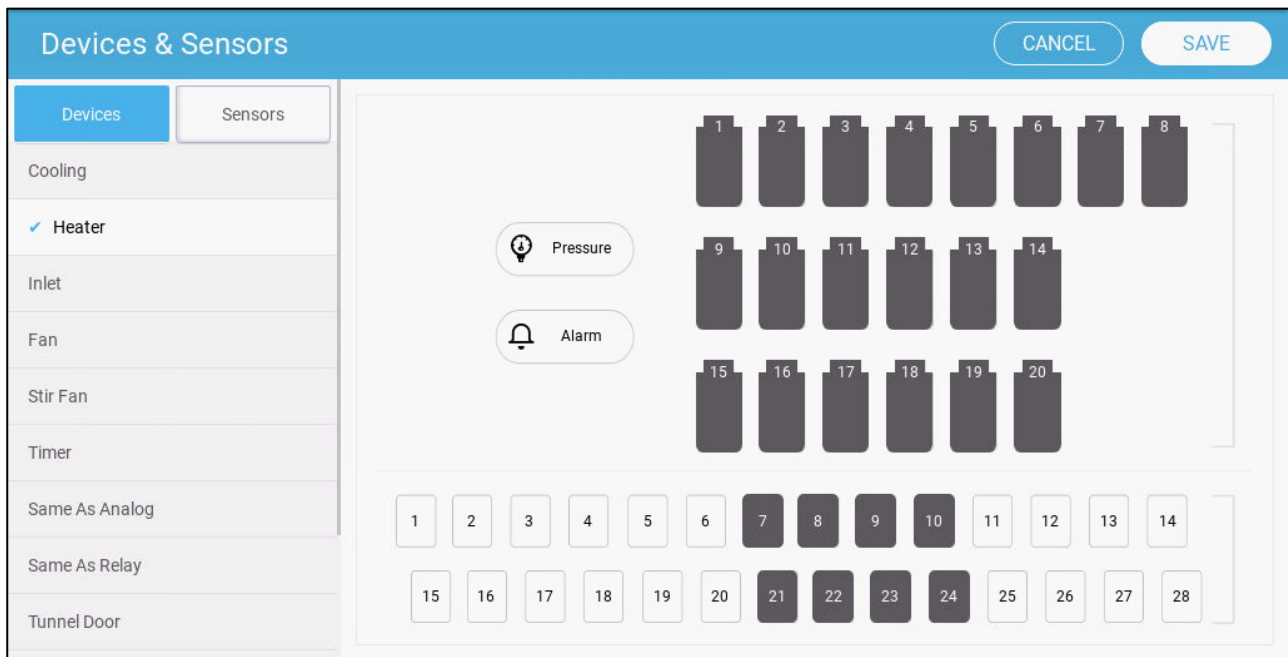 Devices & Sensors CANCEL SAVE
Devices Sensors
Cooling
Heater
Inlet
Fan
Stir Fan
Timer
Same As Analog
Same As Relay
Tunnel Door
1 2 3 4 5 6 7 8
Pressure
9 10 11 12 13 14
Alarm
15 16 17 18 19 20
1 2 3 4 5 6 7 8 9 10 11 12 13 14
15 16 17 18 19 20 21 22 23 24 25 26 27 28